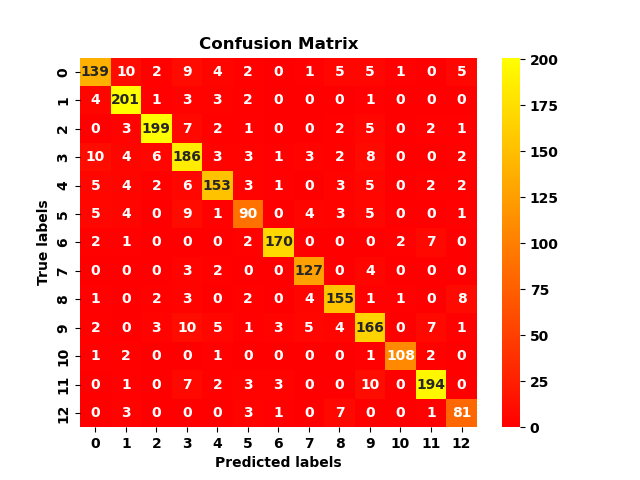 Confusion Matrix
0 139 10 2 9 4 2 0 1 5 5 1 0 5
1 4 201 1 3 3 2 0 0 0 1 0 0 0
2 0 3 199 7 2 1 0 0 2 5 0 2 1
3 10 4 6 186 3 3 1 3 2 8 0 0 2
4 5 4 2 6 153 3 1 0 3 5 0 2 2
5 5 4 0 9 1 90 0 4 3 5 0 0 1
6 2 1 0 0 0 2 170 0 0 0 2 7 0
7 0 0 0 3 2 0 0 127 0 4 0 0 0
8 1 0 2 3 0 2 0 4 155 1 1 0 8
9 2 0 3 10 5 1 3 5 4 166 0 7 1
10 1 2 0 0 1 0 0 0 0 1 108 2 0
11 0 1 0 7 2 3 3 0 0 10 0 194 0
12 0 3 0 0 0 3 1 0 7 0 0 1 81
0 1 2 3 4 5 6 7 8 9 10 11 12
Predicted labels
True labels
200
175
150
125
100
75
50
25
0